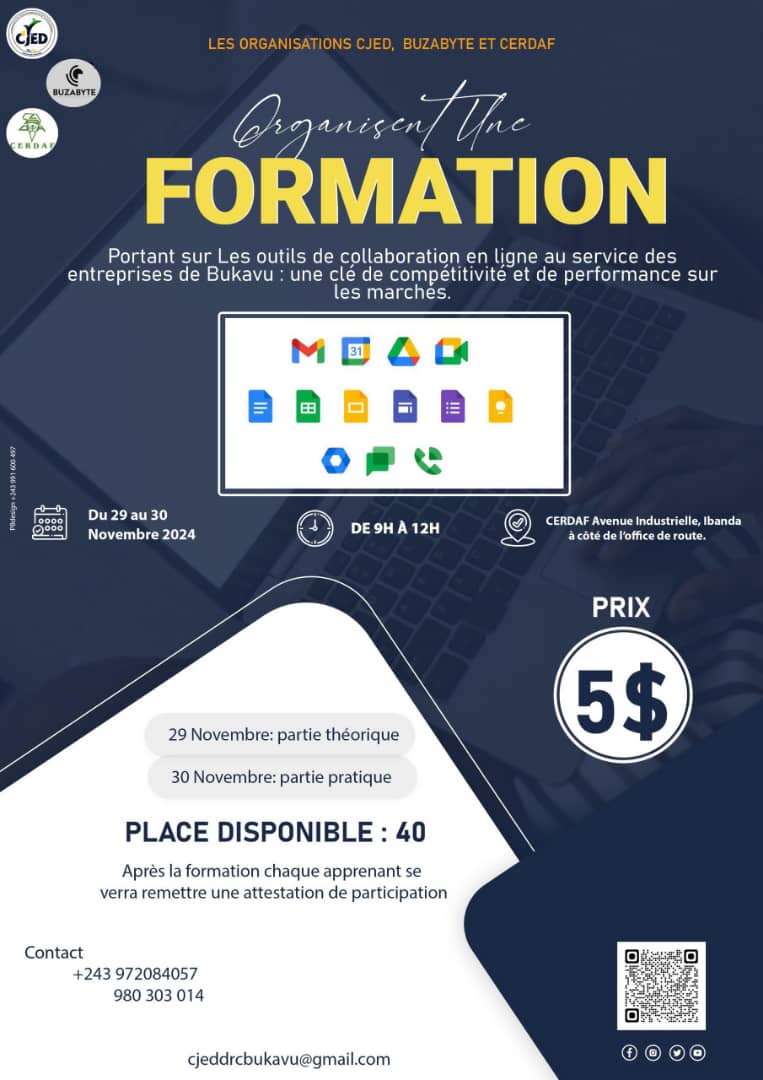 CJED
BUZABYTE
CERDAF
LES ORGANISATIONS CJED, BUZABYTE ET CERDAF
Organisent Une
FORMATION
Portant sur Les outils de collaboration en ligne au service des
entreprises de Bukavu : une clé de compétitivité et de performance sur
les marchés.
31
PBdesign +243 991 600 497
Du 29 au 30
Novembre 2024
DE 9H À 12H
CERDAF Avenue Industrielle, Ibanda
à côté de l'office de route.
PRIX
5$
29 Novembre: partie théorique
30 Novembre: partie pratique
PLACE DISPONIBLE : 40
Après la formation chaque apprenant se
verra remettre une attestation de participation
Contact
+243 972084057
980 303 014
cjeddrcbukavu@gmail.com